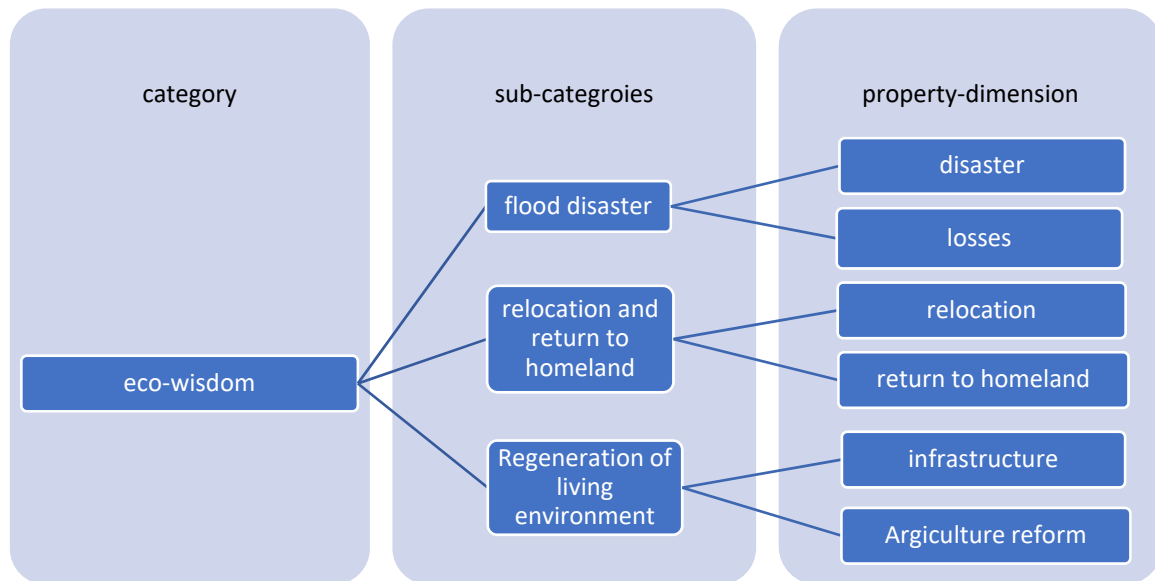 category
sub-categroies
property-dimension
eco-wisdom
flood disaster
relocation and
return to
homeland
Regeneration of
living
environment
disaster
losses
relocation
return to homeland
infrastructure
Argiculture reform